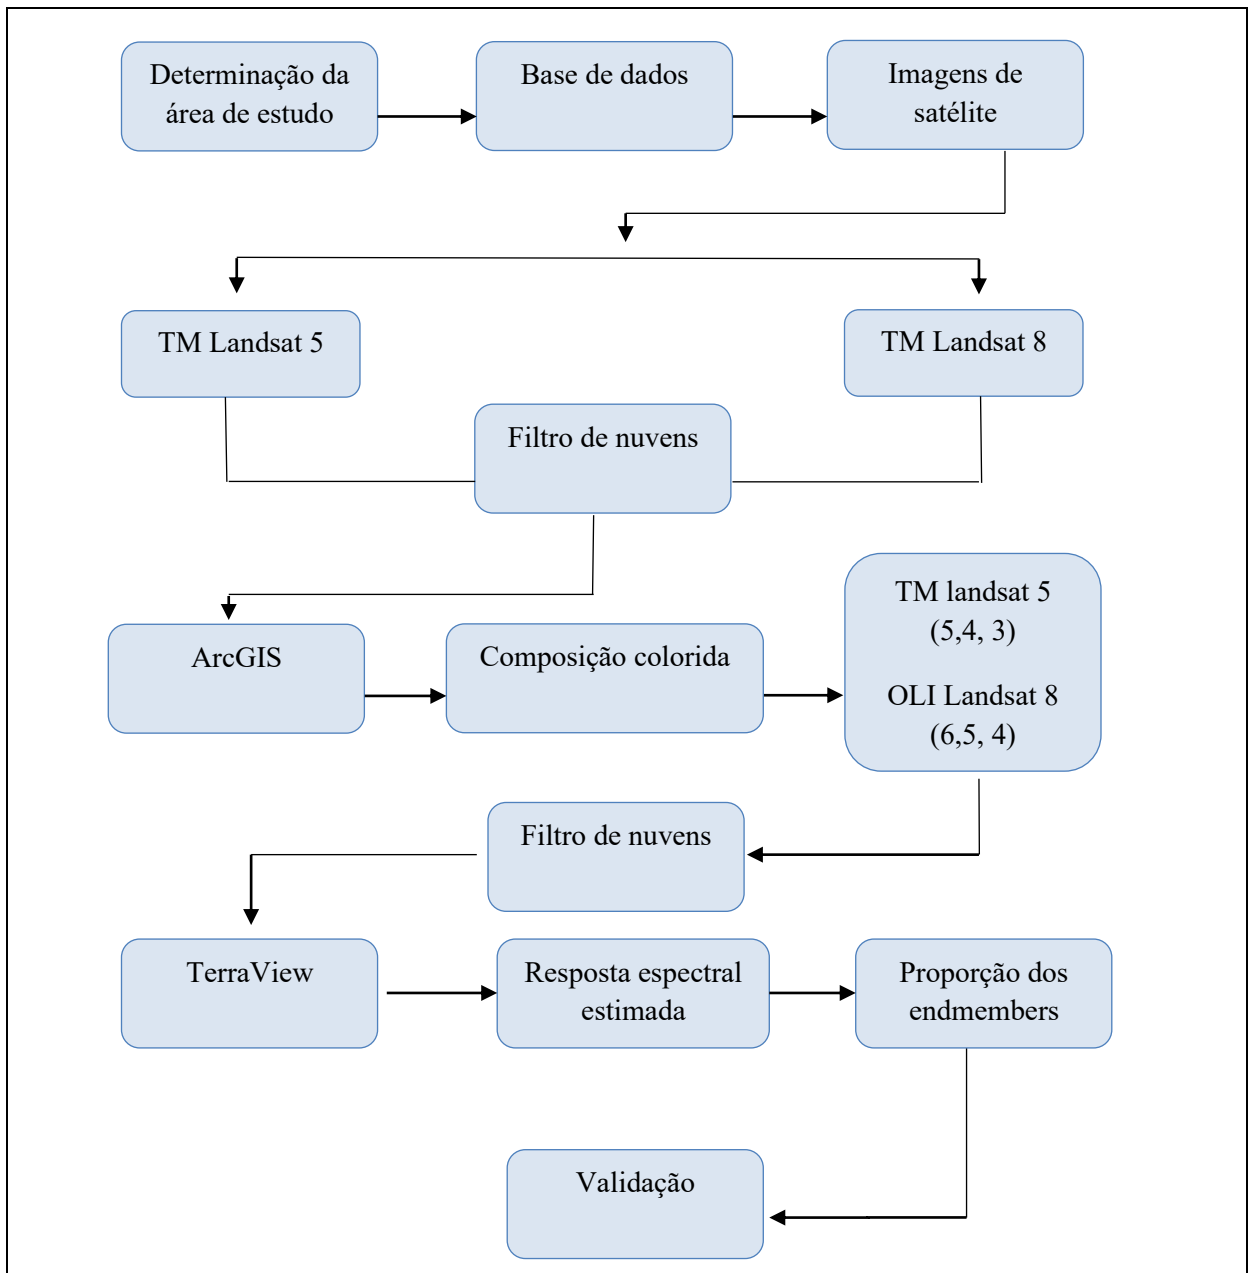 Determinação da
área de estudo
Base de dados
Imagens de
satélite
TM Landsat 5
TM Landsat 8
Filtro de nuvens
ArcGIS
Composição colorida
TM landsat 5
(5,4, 3)
OLI Landsat 8
(6,5, 4)
Filtro de nuvens
TerraView
Resposta espectral
estimada
Proporção dos
endmembers
Validação